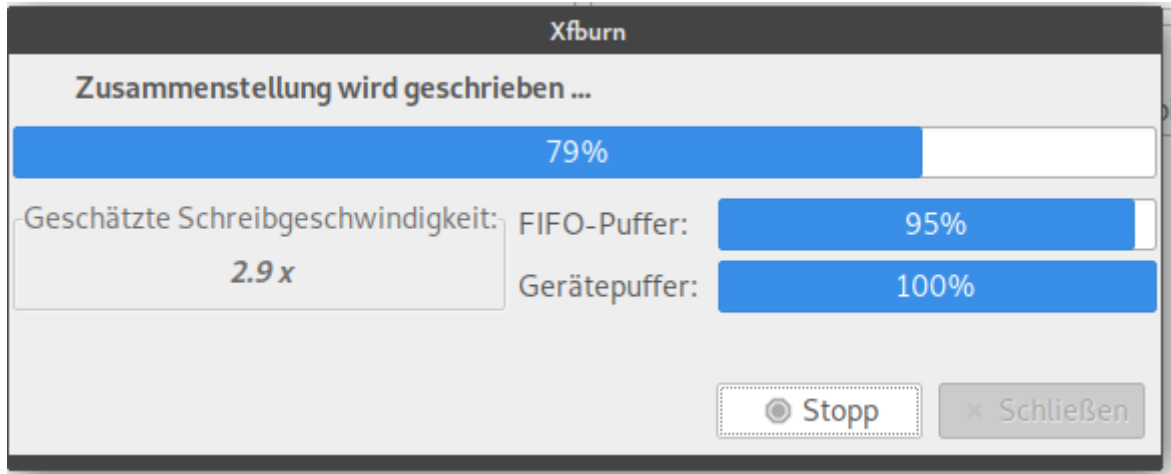 Xfburn
Zusammenstellung wird geschrieben ...
79%
Geschätzte Schreibgeschwindigkeit:
2.9 x
FIFO-Puffer:
95%
Gerätepuffer:
100%
Stopp
Schließen